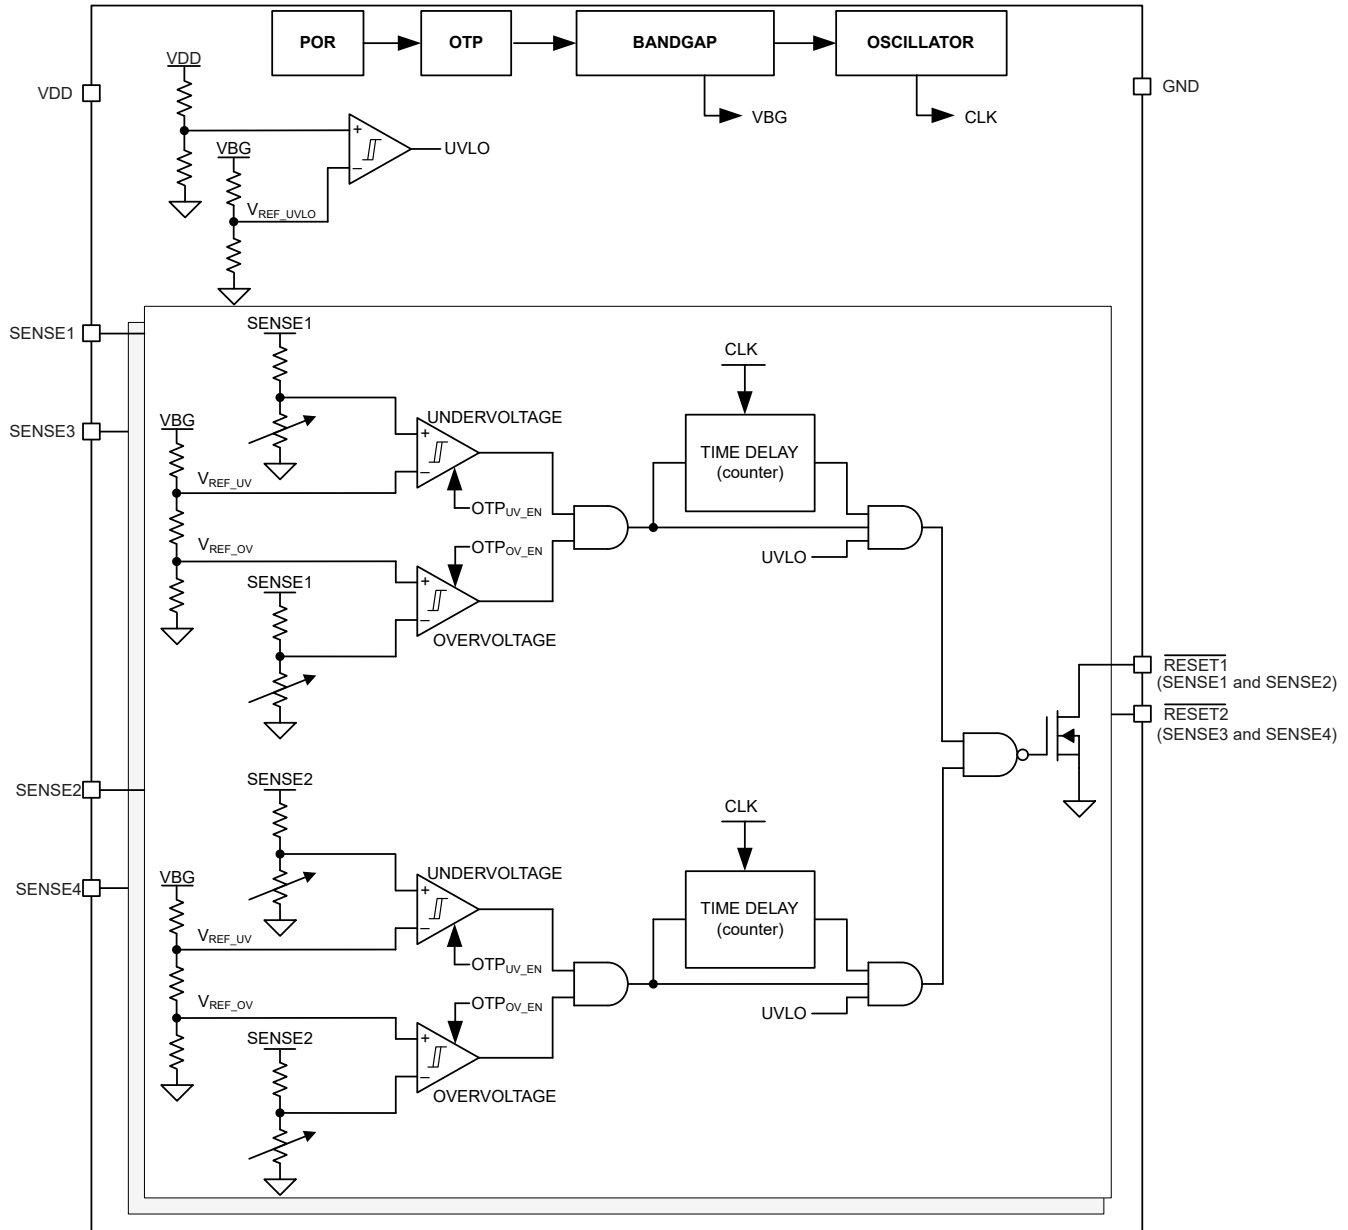 POR
OTP
BANDGAP
OSCILLATOR
VDD
VDD
GND
VBG
CLK
+
UVLO
VBG
−
VREF_UVLO
SENSE1
SENSE1
CLK
VBG
SENSE3
UNDERVOLTAGE
+
TIME DELAY
(counter)
−
VREF_UV
OTPUV_EN
VREF_OV
OTPOV_EN
UVLO
SENSE1
+
−
OVERVOLTAGE
RESET1
(SENSE1 and SENSE2)
RESET2
(SENSE3 and SENSE4)
SENSE2
SENSE2
CLK
VBG
SENSE4
UNDERVOLTAGE
+
TIME DELAY
(counter)
−
VREF_UV
OTPUV_EN
VREF_OV
OTPOV_EN
UVLO
SENSE2
+
−
OVERVOLTAGE